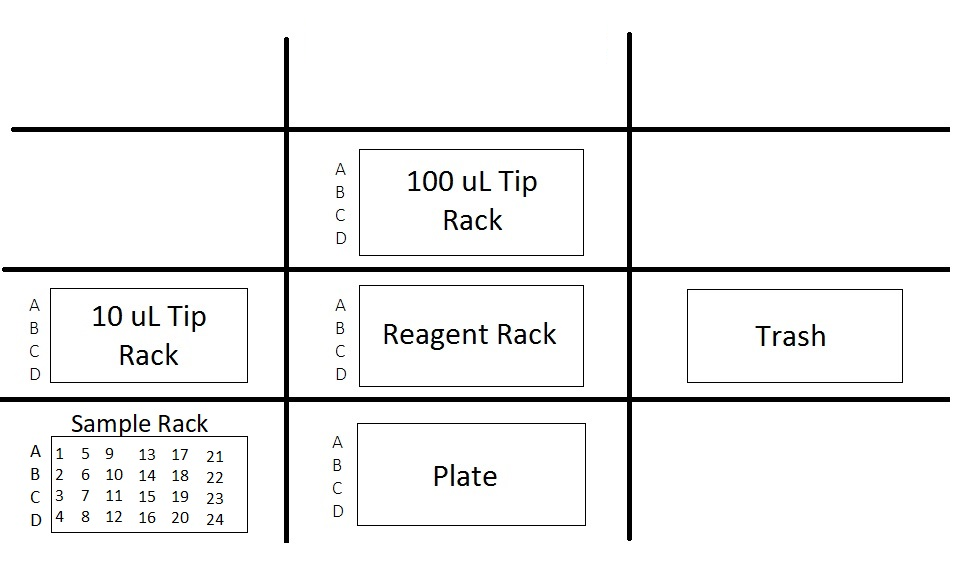 A
B
C
D
100 uL Tip
Rack
A
B
C
D
10 uL Tip
Rack
A
B
C
D
Reagent Rack
Trash
Sample Rack
A 1 5 9 13 17 21
B 2 6 10 14 18 22
C 3 7 11 15 19 23
D 4 8 12 16 20 24
A
B
C
D
Plate